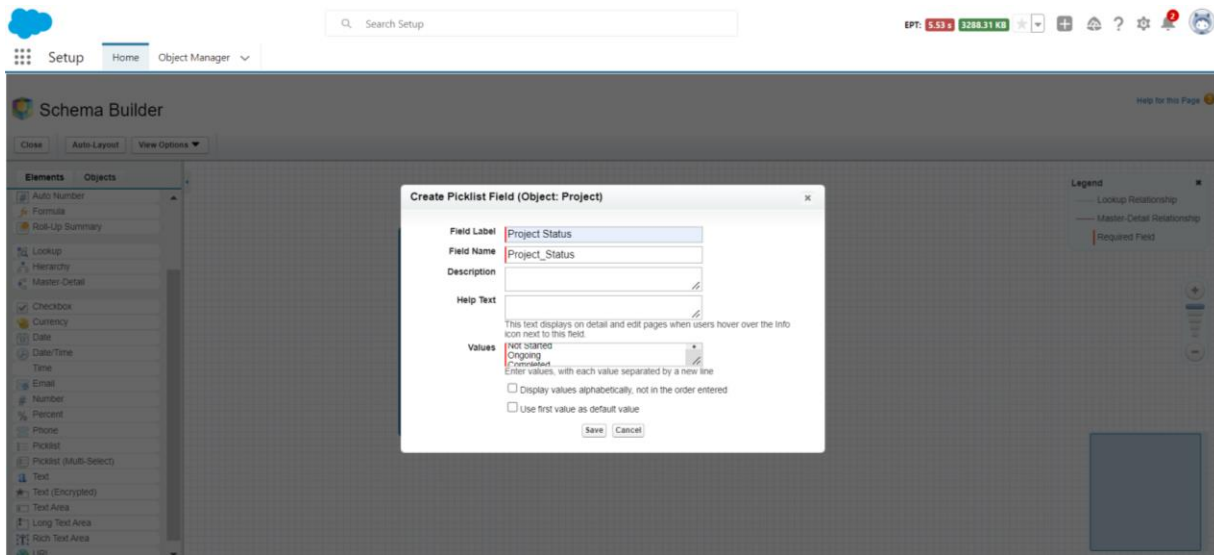 Search Setup
EPT: 5.53 s 3288.31 KB
2
Setup Home Object Manager
Schema Builder
Help for this Page
Close Auto-Layout View Options
Elements Objects
Auto Number
Formula
Roll-Up Summary
Lookup
Hierarchy
Master-Detail
Checkbox
Currency
Date
Date/Time
Time
Email
Number
Percent
Phone
Picklist
Picklist (Multi-Select)
Text
Text (Encrypted)
Text Area
Long Text Area
Rich Text Area
URL
Create Picklist Field (Object: Project)
Field Label Project Status
Field Name Project_Status
Description
Help Text
This text displays on detail and edit pages when users hover over the Info
icon next to this field.
Values Not Started
Ongoing
Completed
Enter values, with each value separated by a new line
Display values alphabetically, not in the order entered
Use first value as default value
Save Cancel
Legend
Lookup Relationship
Master-Detail Relationship
Required Field